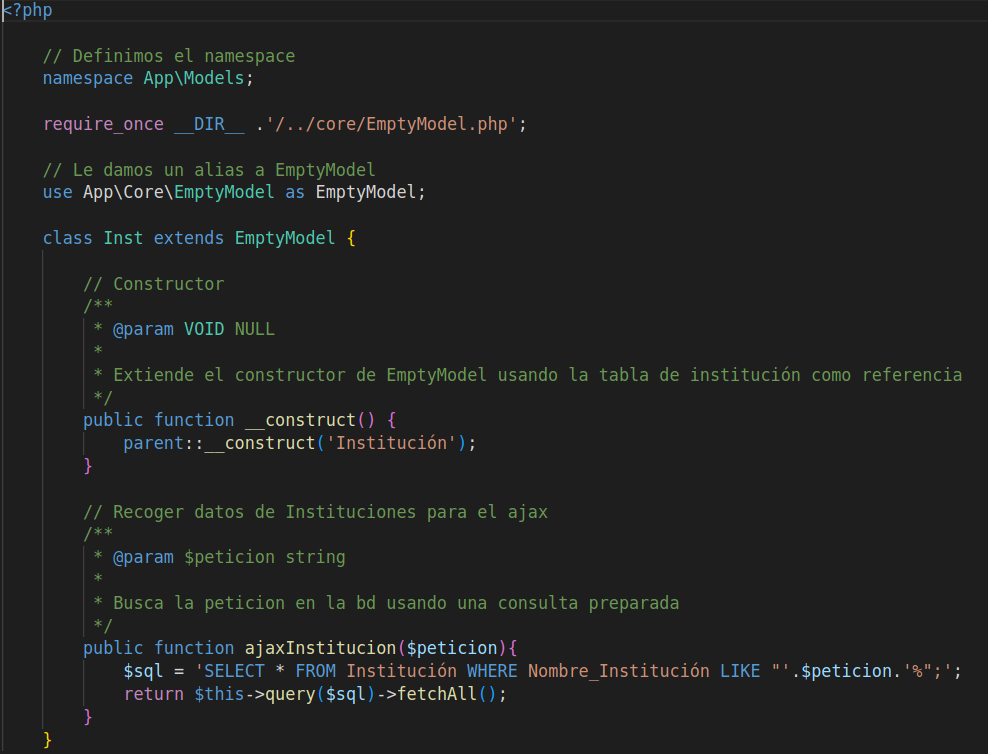 <?php
// Definimos el namespace
namespace App\Models;
require_once __DIR__ .'/../core/EmptyModel.php';
// Le damos un alias a EmptyModel
use App\Core\EmptyModel as EmptyModel;
class Inst extends EmptyModel {
// Constructor
/**
* @param VOID NULL
*
* Extiende el constructor de EmptyModel usando la tabla de institución como referencia
*/
public function __construct() {
parent::__construct('Institución');
}
// Recoger datos de Instituciones para el ajax
/**
* @param $peticion string
*
* Busca la peticion en la bd usando una consulta preparada
*/
public function ajaxInstitucion($peticion){
$sql = 'SELECT * FROM Institución WHERE Nombre_Institución LIKE "'.$peticion.'%";';
return $this->query($sql)->fetchAll();
}
}